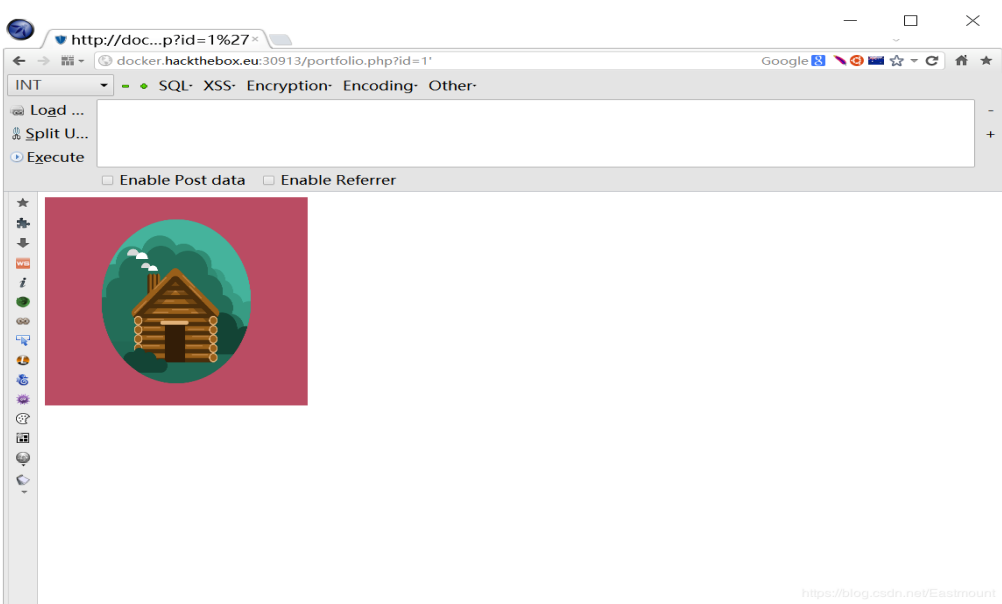 http://doc...p?id=1%27
docker.hackthebox.eu:30913/portfolio.php?id=1'
Google
INT
SQL· XSS· Encryption· Encoding· Other·
Load ...
Split U...
Execute
Enable Post data Enable Referrer
https://blog.csdn.net/Eastmount